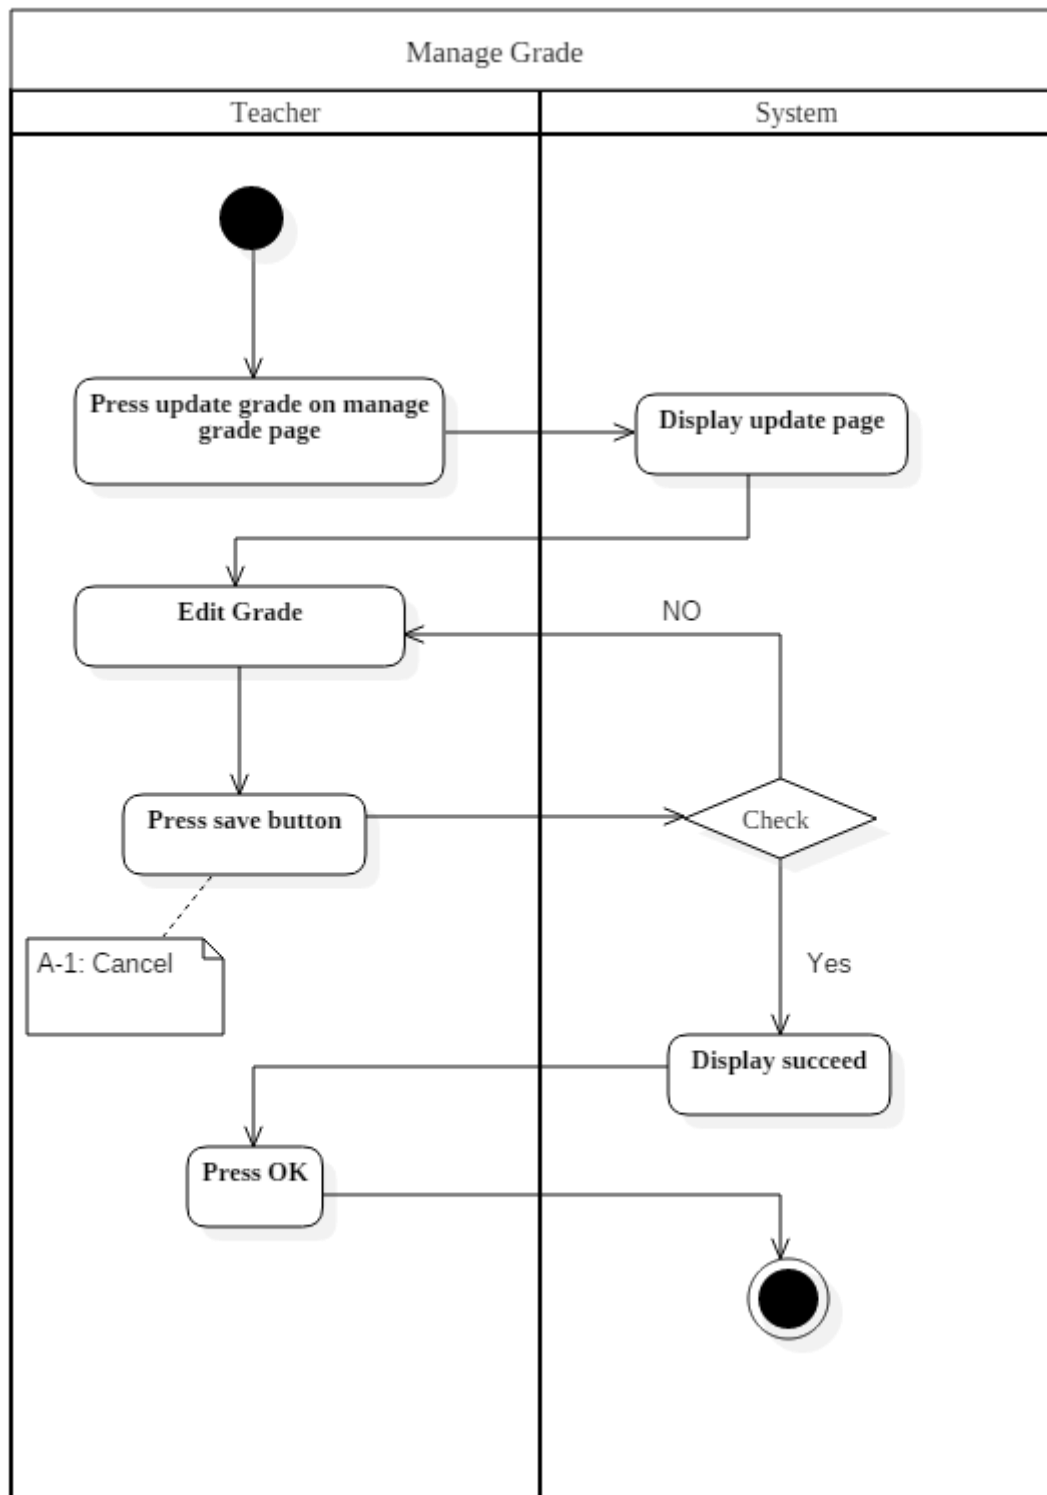 Manage Grade
Teacher
System
Press update grade on manage
grade page
Display update page
Edit Grade
NO
Press save button
Check
A-1: Cancel
Yes
Display succeed
Press OK